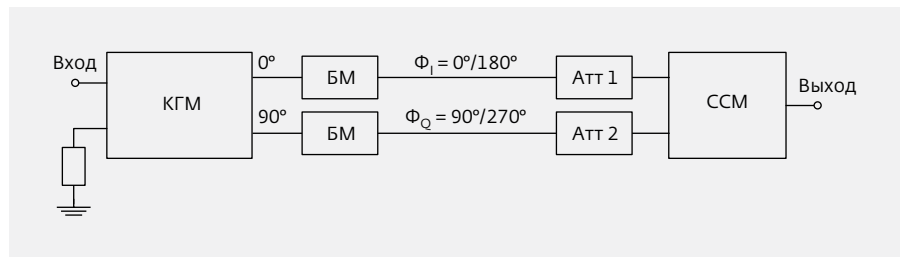 Вход
КГМ
0°
90°
БМ
БМ
Φ_I = 0°/180°
Φ_Q = 90°/270°
Атт 1
Атт 2
ССМ
Выход